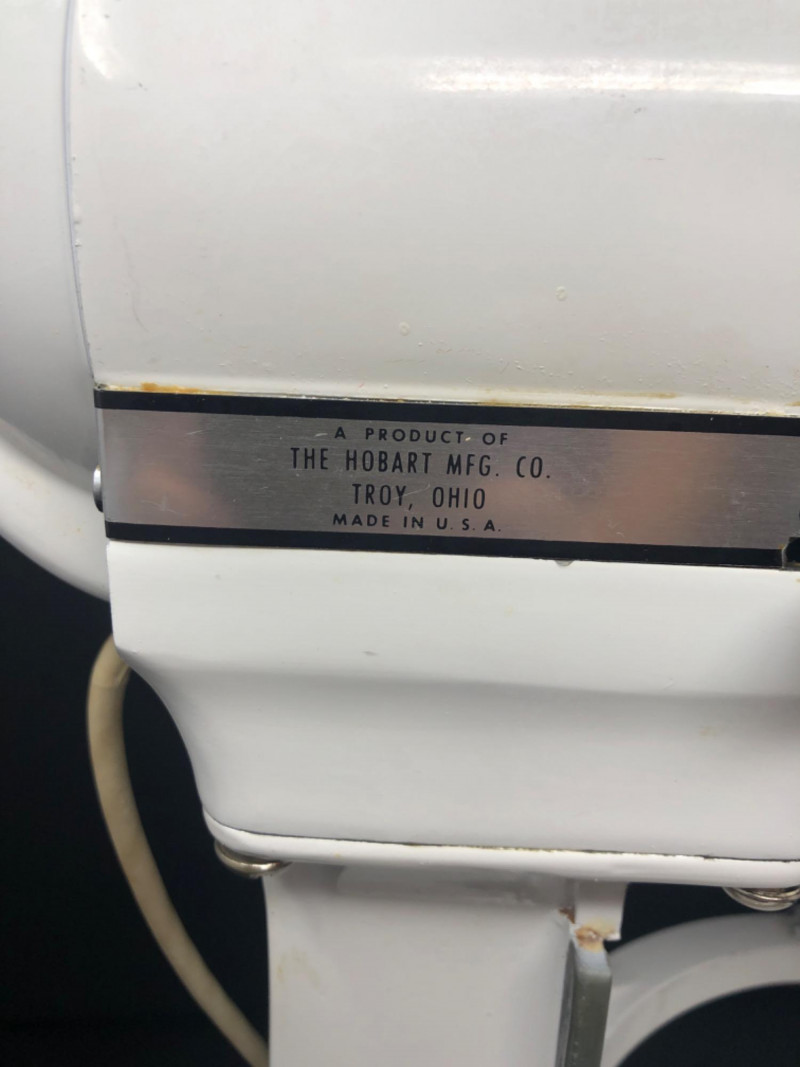 A PRODUCT OF
THE HOBART MFG. CO.
TROY, OHIO
MADE IN U.S.A.